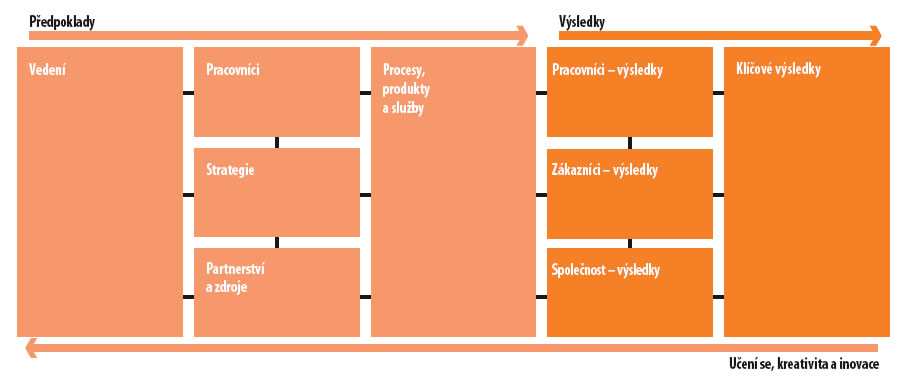 Předpoklady
Výsledky
Vedení
Pracovníci
Procesy,
produkty
a služby
Pracovníci – výsledky
Klíčové výsledky
Strategie
Zákazníci – výsledky
Partnerství
a zdroje
Společnost – výsledky
Učení se, kreativita a inovace